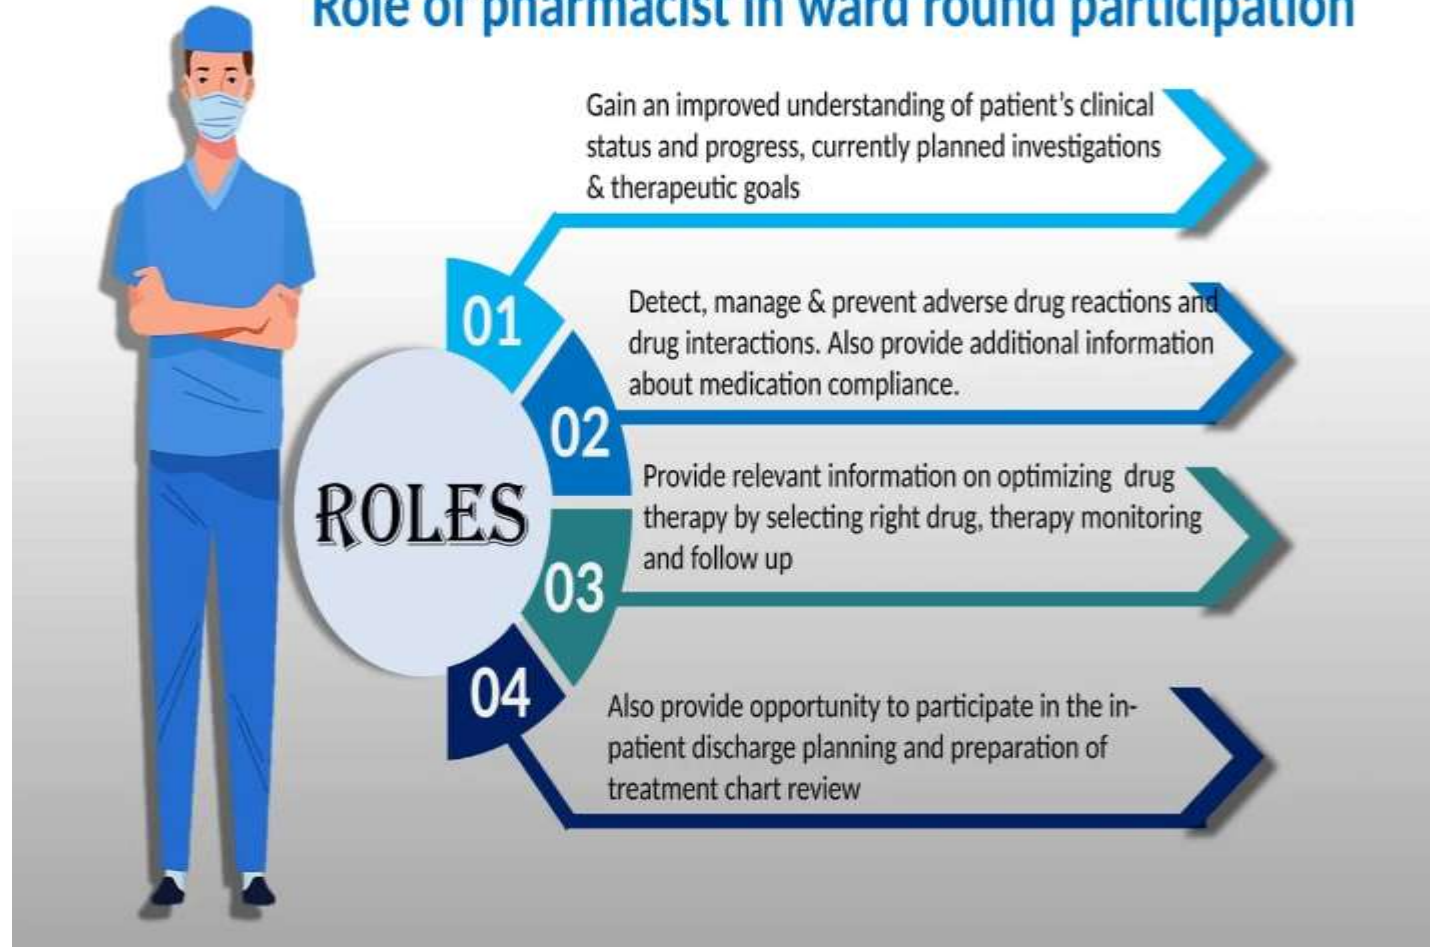 Role of pharmacist in ward round participation
Gain an improved understanding of patient's clinical
status and progress, currently planned investigations
& therapeutic goals
01
Detect, manage & prevent adverse drug reactions and
drug interactions. Also provide additional information
about medication compliance.
02
Provide relevant information on optimizing drug
therapy by selecting right drug, therapy monitoring
and follow up
ROLES
03
04
Also provide opportunity to participate in the in-
patient discharge planning and preparation of
treatment chart review